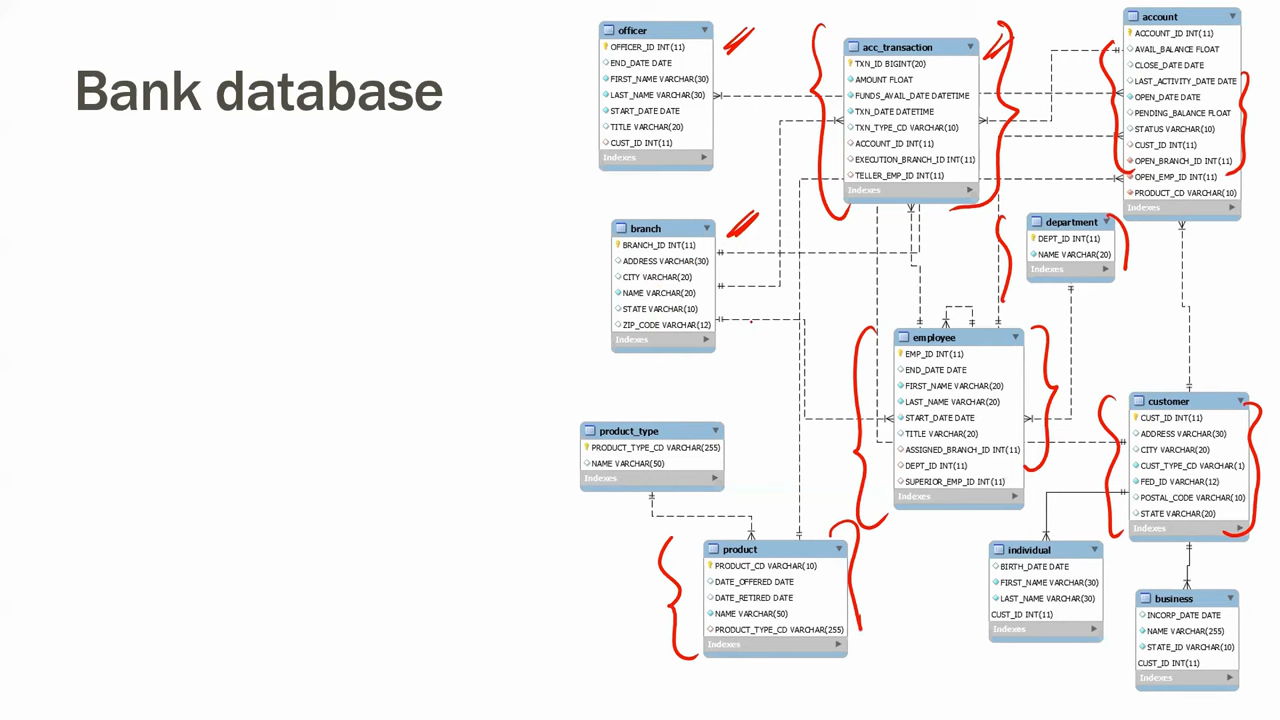 Bank database
officer
OFFICER_ID INT(11)
END_DATE DATE
FIRST_NAME VARCHAR(30)
LAST_NAME VARCHAR(30)
START_DATE DATE
TITLE VARCHAR(20)
CUST_ID INT(11)
Indexes
acc_transaction
TXN_ID BIGINT(20)
AMOUNT FLOAT
FUNDS_AVAIL_DATE DATETIME
TXN_DATE DATETIME
TXN_TYPE_CD VARCHAR(10)
ACCOUNT_ID INT(11)
EXECUTION_BRANCH_ID INT(11)
TELLER_EMP_ID INT(11)
Indexes
account
ACCOUNT_ID INT(11)
AVAIL_BALANCE FLOAT
CLOSE_DATE DATE
LAST_ACTIVITY_DATE DATE
OPEN_DATE DATE
PENDING_BALANCE FLOAT
STATUS VARCHAR(10)
CUST_ID INT(11)
OPEN_BRANCH_ID INT(11)
OPEN_EMP_ID INT(11)
PRODUCT_CD VARCHAR(10)
Indexes
branch
BRANCH_ID INT(11)
ADDRESS VARCHAR(30)
CITY VARCHAR(20)
NAME VARCHAR(20)
STATE VARCHAR(10)
ZIP_CODE VARCHAR(12)
Indexes
department
DEPT_ID INT(11)
NAME VARCHAR(20)
Indexes
employee
EMP_ID INT(11)
END_DATE DATE
FIRST_NAME VARCHAR(20)
LAST_NAME VARCHAR(20)
START_DATE DATE
TITLE VARCHAR(20)
ASSIGNED_BRANCH_ID INT(11)
DEPT_ID INT(11)
SUPERIOR_EMP_ID INT(11)
Indexes
customer
CUST_ID INT(11)
ADDRESS VARCHAR(30)
CITY VARCHAR(20)
CUST_TYPE_CD VARCHAR(1)
FED_ID VARCHAR(12)
POSTAL_CODE VARCHAR(10)
STATE VARCHAR(20)
Indexes
product_type
PRODUCT_TYPE_CD VARCHAR(255)
NAME VARCHAR(50)
Indexes
product
PRODUCT_CD VARCHAR(10)
DATE_OFFERED DATE
DATE_RETIRED DATE
NAME VARCHAR(50)
PRODUCT_TYPE_CD VARCHAR(255)
Indexes
individual
BIRTH_DATE DATE
FIRST_NAME VARCHAR(30)
LAST_NAME VARCHAR(30)
CUST_ID INT(11)
Indexes
business
INCORP_DATE DATE
NAME VARCHAR(255)
STATE_ID VARCHAR(10)
CUST_ID INT(11)
Indexes